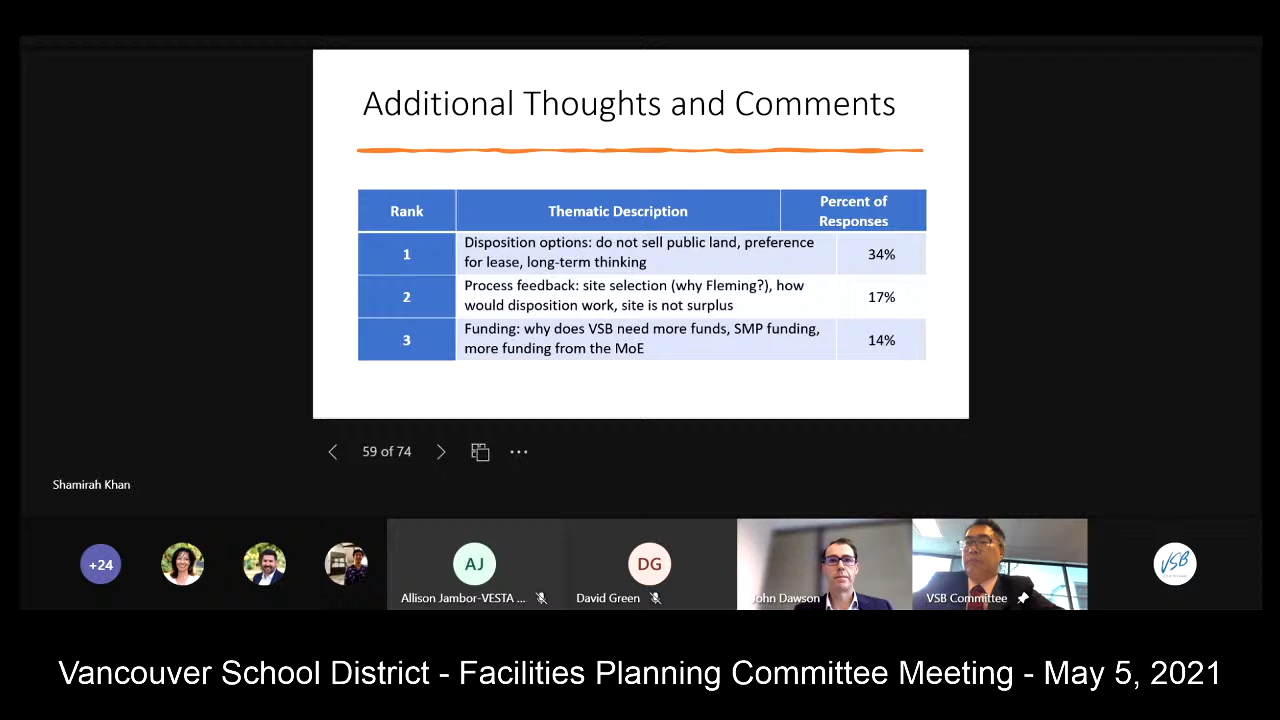 Additional Thoughts and Comments
Rank
Thematic Description
Percent of
Responses
1
Disposition options: do not sell public land, preference
for lease, long-term thinking
34%
2
Process feedback: site selection (why Fleming?), how
would disposition work, site is not surplus
17%
3
Funding: why does VSB need more funds, SMP funding,
more funding from the MoE
14%
59 of 74
Shamirah Khan
+24
AJ
Allison Jambor-VESTA ...
DG
David Green
John Dawson
VSB Committee
VSB
Vancouver School District - Facilities Planning Committee Meeting - May 5, 2021